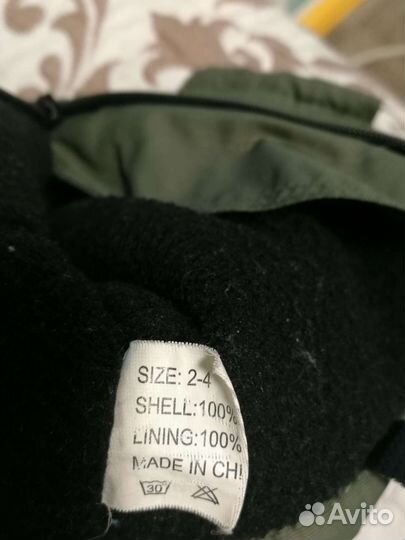 SIZE: 2-4
SHELL:100%
LINING:100%
MADE IN CHI
30
Avito